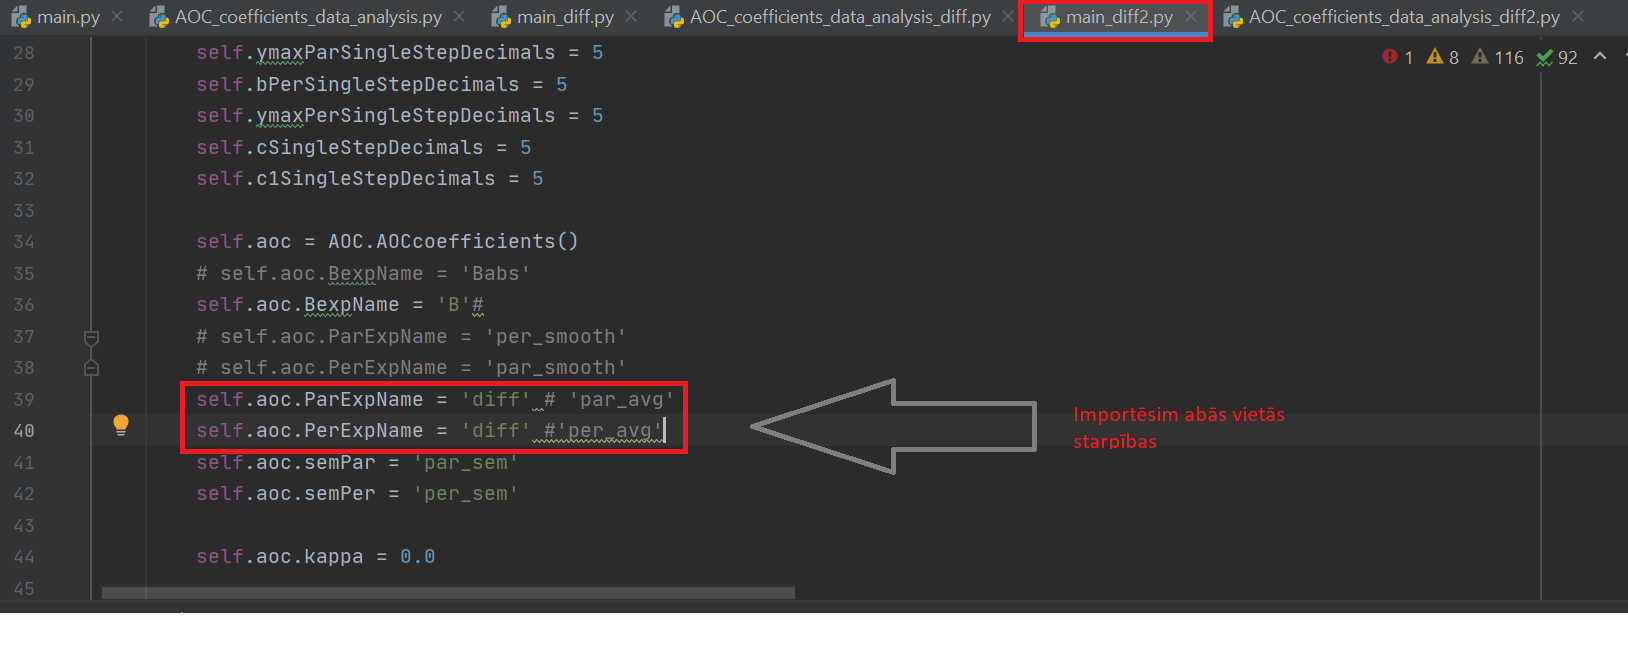 main.py AOC_coefficients_data_analysis.py main_diff.py AOC_coefficients_data_analysis_diff.py main_diff2.py AOC_coefficients_data_analysis_diff2.py
1 8 116 92
28 self.ymaxParSingleStepDecimals = 5
29 self.bPerSingleStepDecimals = 5
30 self.ymaxPerSingleStepDecimals = 5
31 self.cSingleStepDecimals = 5
32 self.c1SingleStepDecimals = 5
33
34 self.aoc = AOC.AOCcoefficients()
35 # self.aoc.BexpName = 'Babs'
36 self.aoc.BexpName = 'B'#
37 # self.aoc.ParExpName = 'per_smooth'
38 # self.aoc.PerExpName = 'par_smooth'
39 self.aoc.ParExpName = 'diff' # 'par_avg'
40 self.aoc.PerExpName = 'diff' #'per_avg'
41 self.aoc.semPar = 'par_sem'
42 self.aoc.semPer = 'per_sem'
43
44 self.aoc.kappa = 0.0
45
Importēsim abās vietās
starpības